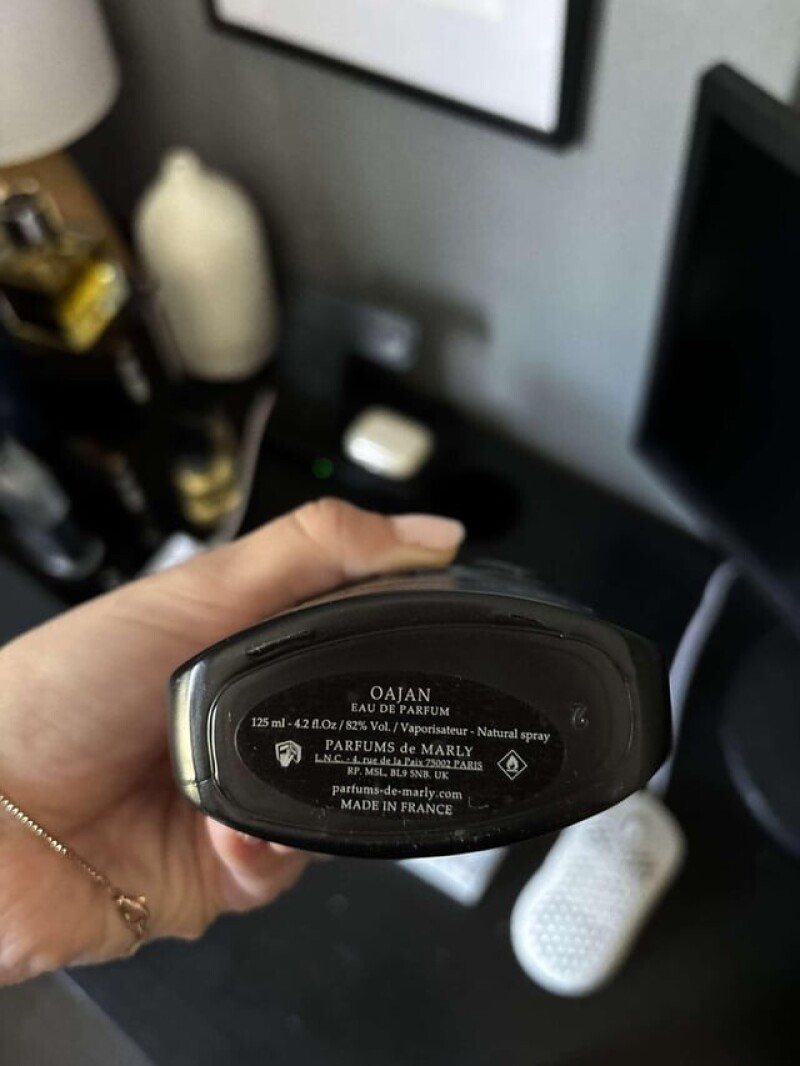 OAJAN
EAU DE PARFUM
125 ml - 4.2 fl.Oz / 82% Vol. / Vaporisateur - Natural spray
PARFUMS de MARLY
L.N.C. - 4, rue de la Paix 75002 PARIS
RP. MSL, BL9 5NB. UK
parfums-de-marly.com
MADE IN FRANCE
2